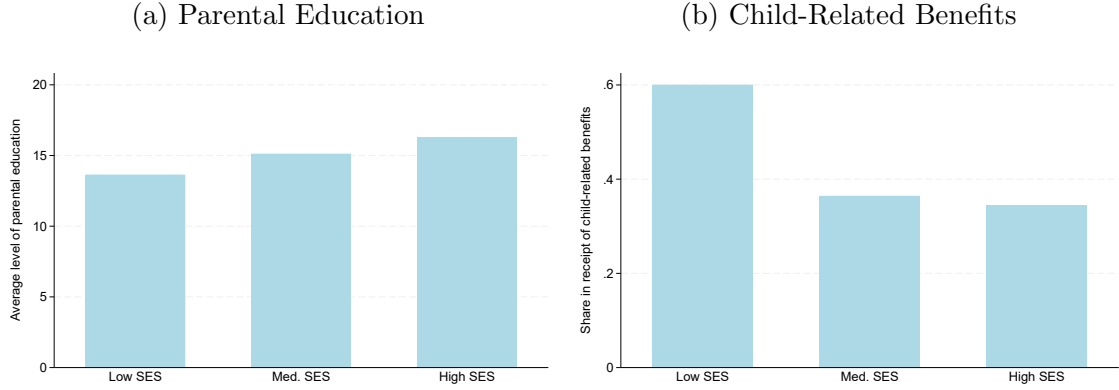 (a) Parental Education
Average level of parental education
20
15
10
5
0
Low SES Med. SES High SES
(b) Child-Related Benefits
Share in receipt of child-related benefits
.6
.4
.2
0
Low SES Med. SES High SES